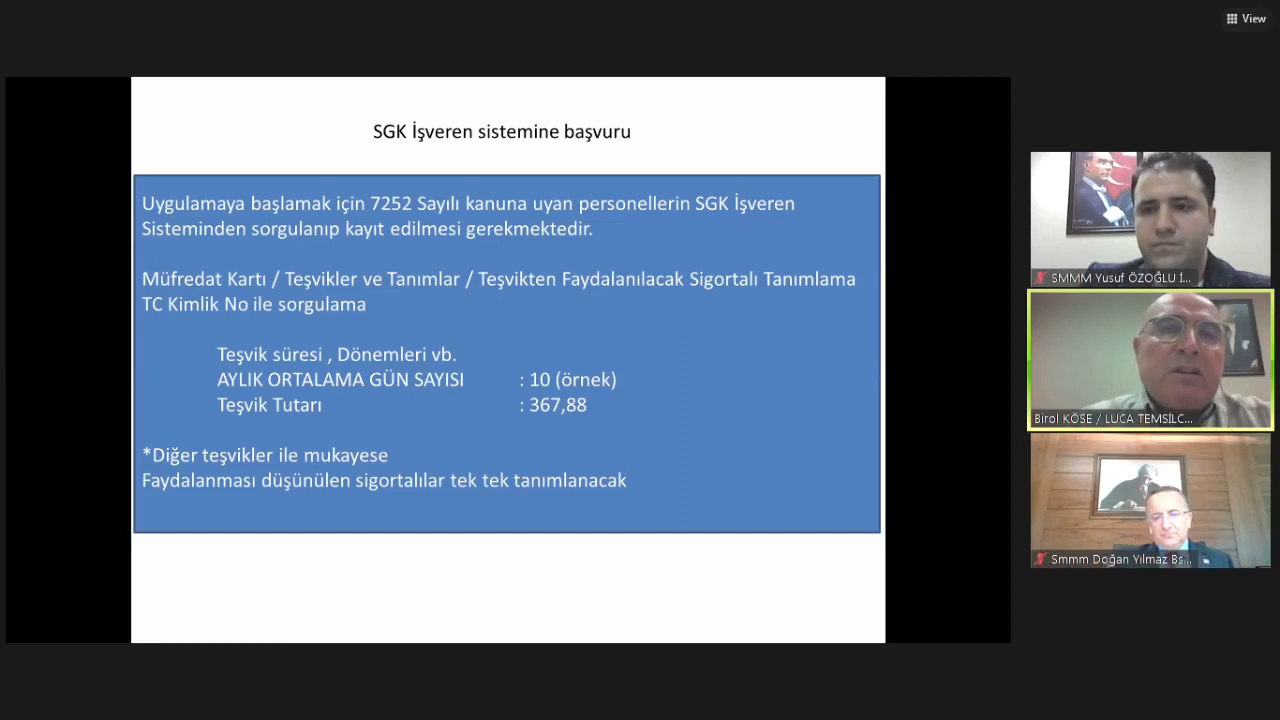 View
SGK İşveren sistemine başvuru
Uygulamaya başlamak için 7252 Sayılı kanuna uyan personellerin SGK İşveren
Sisteminden sorgulanıp kayıt edilmesi gerekmektedir.
Müfredat Kartı / Teşvikler ve Tanımlar / Teşvikten Faydalanılacak Sigortalı Tanımlama
TC Kimlik No ile sorgulama
Teşvik süresi , Dönemleri vb.
AYLIK ORTALAMA GÜN SAYISI : 10 (örnek)
Teşvik Tutarı : 367,88
*Diğer teşvikler ile mukayese
Faydalanması düşünülen sigortalılar tek tek tanımlanacak
SMMM Yusuf ÖZOĞLU İ...
Birol KÖSE / LUCA TEMSİLC...
Smmm Doğan Yılmaz Bs...